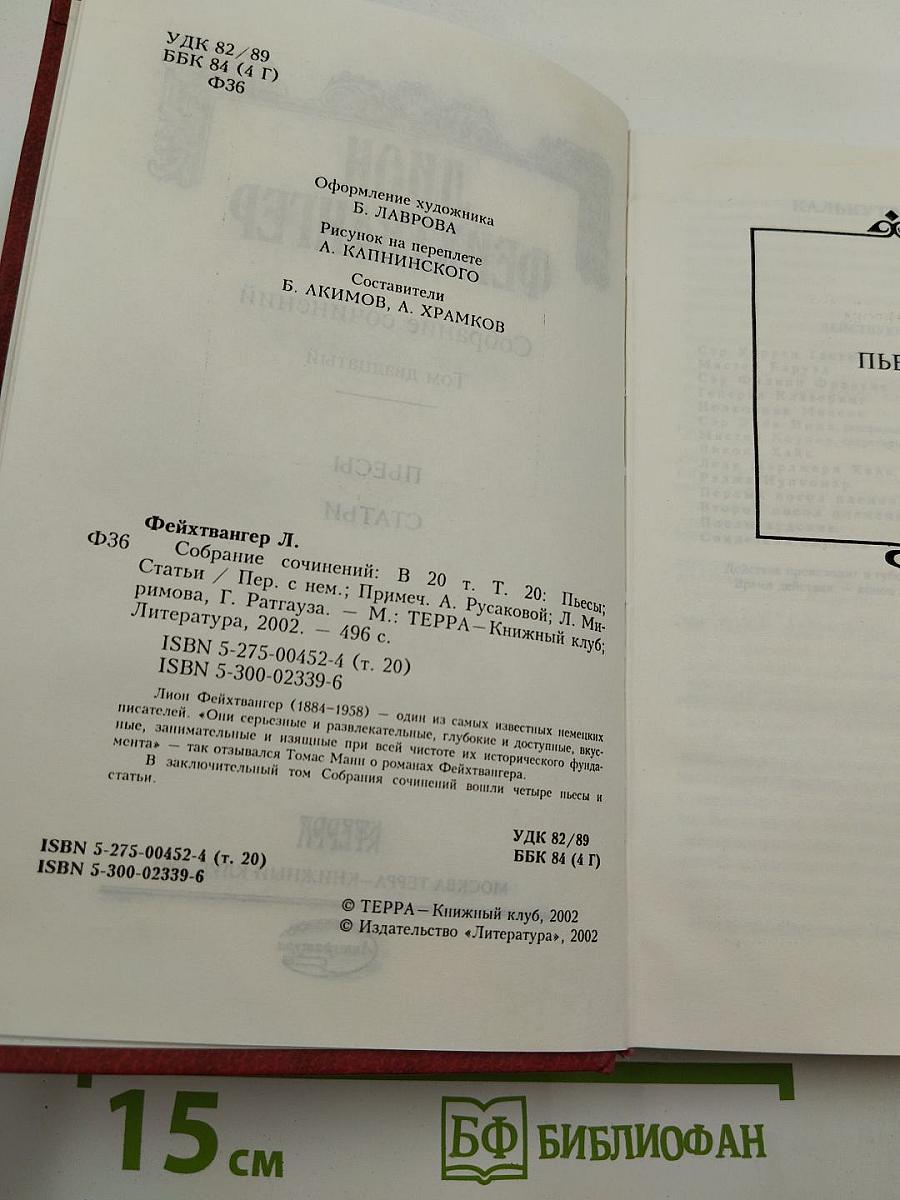 УДК 82/89
ББК 84 (4 Г)
Ф36
Оформление художника
Б. ЛАВРОВА
Рисунок на переплете
А. КАПНИНСКОГО
Составители
Б. АКИМОВ, А. ХРАМКОВ
Фейхтвангер Л.
Ф36 Собрание сочинений: В 20 т. Т. 20: Пьесы;
Статьи / Пер. с нем.; Примеч. А. Русаковой; Л. Ми-
римова, Г. Ратгауза. — М.: ТЕРРА—Книжный клуб;
Литература, 2002. — 496 с.
ISBN 5-275-00452-4 (т. 20)
ISBN 5-300-02339-6
Лион Фейхтвангер (1884–1958) — один из самых известных немецких
писателей. «Они серьезные и развлекательные, глубокие и доступные, вкус-
ные, занимательные и изящные при всей чистоте их исторического фунда-
мента» — так отзывался Томас Манн о романах Фейхтвангера.
В заключительный том Собрания сочинений вошли четыре пьесы и
статьи.
УДК 82/89
ББК 84 (4 Г)
ISBN 5-275-00452-4 (т. 20)
ISBN 5-300-02339-6
© ТЕРРА—Книжный клуб, 2002
© Издательство «Литература», 2002
ПЬЕ
15 см
БФ БИБЛИОФАН